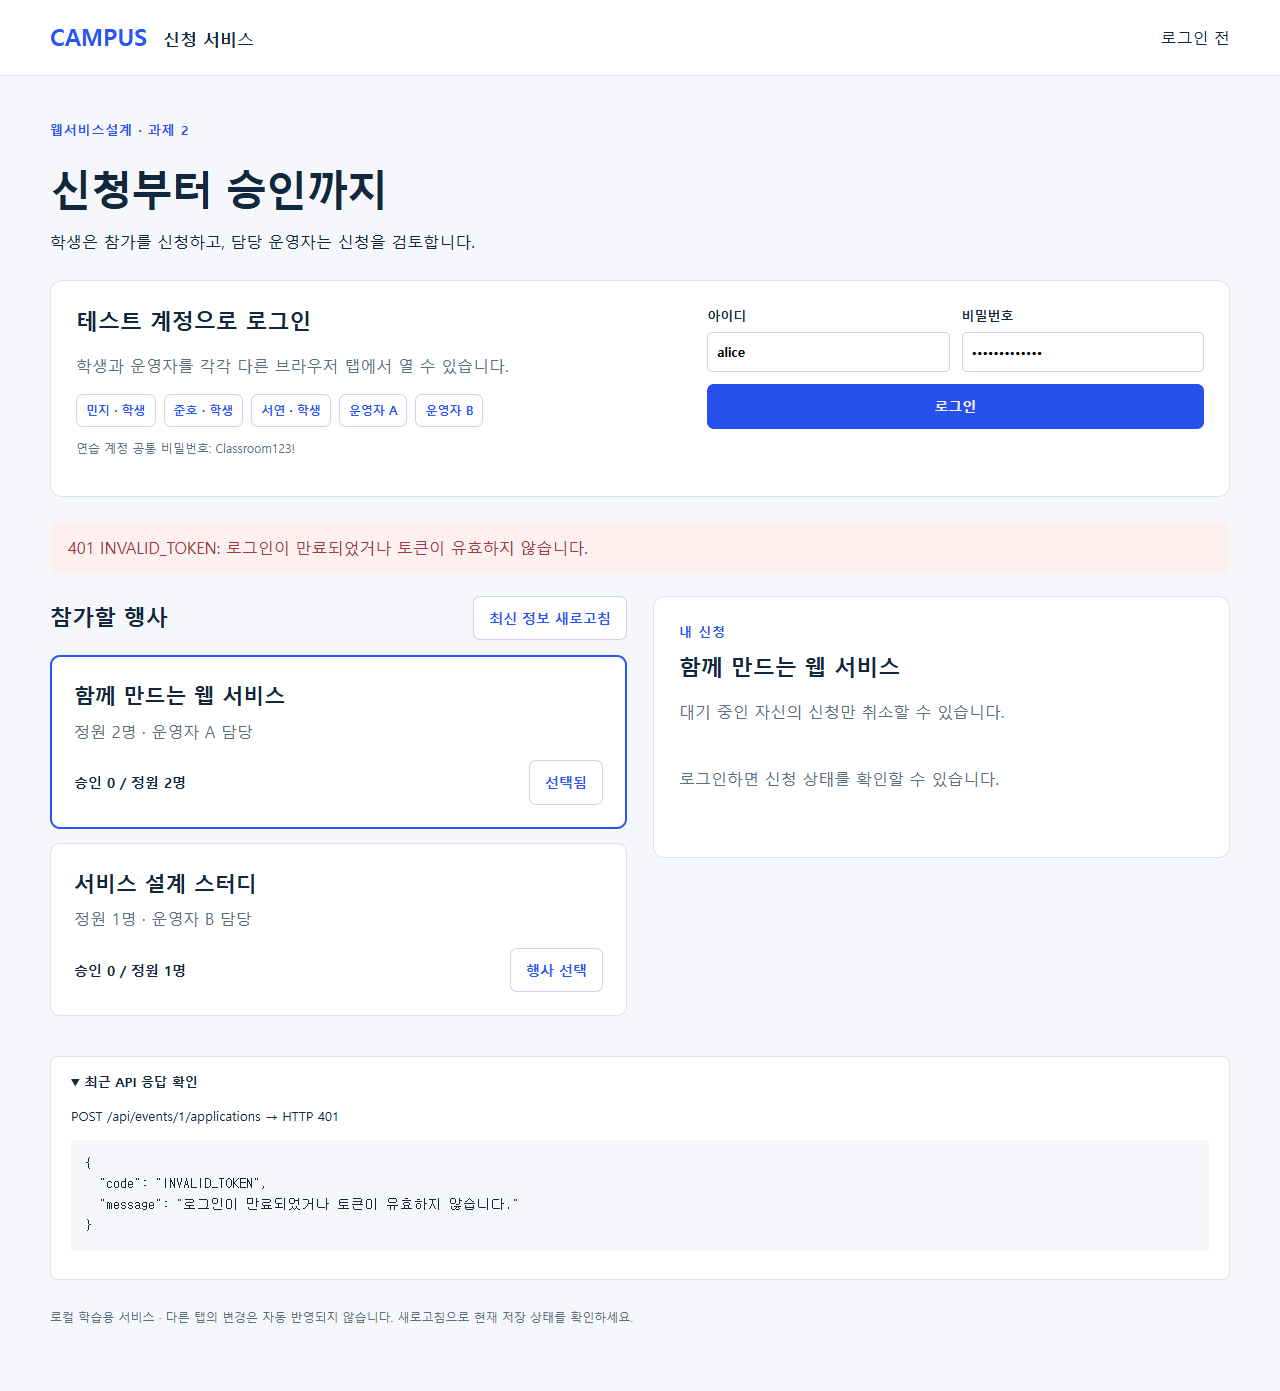 CAMPUS 신청 서비스
로그인 전
웹서비스설계 · 과제 2
신청부터 승인까지
학생은 참가를 신청하고, 담당 운영자는 신청을 검토합니다.
테스트 계정으로 로그인
학생과 운영자를 각각 다른 브라우저 탭에서 열 수 있습니다.
민지 · 학생
준호 · 학생
서연 · 학생
운영자 A
운영자 B
연습 계정 공통 비밀번호: Classroom123!
아이디
비밀번호
alice
•••••••••••••
로그인
401 INVALID_TOKEN: 로그인이 만료되었거나 토큰이 유효하지 않습니다.
참가할 행사
최신 정보 새로고침
함께 만드는 웹 서비스
정원 2명 · 운영자 A 담당
승인 0 / 정원 2명
선택됨
서비스 설계 스터디
정원 1명 · 운영자 B 담당
승인 0 / 정원 1명
행사 선택
내 신청
함께 만드는 웹 서비스
대기 중인 자신의 신청만 취소할 수 있습니다.
로그인하면 신청 상태를 확인할 수 있습니다.
▼ 최근 API 응답 확인
POST /api/events/1/applications → HTTP 401
{
"code": "INVALID_TOKEN",
"message": "로그인이 만료되었거나 토큰이 유효하지 않습니다."
}
로컬 학습용 서비스 · 다른 탭의 변경은 자동 반영되지 않습니다. 새로고침으로 현재 저장 상태를 확인하세요.